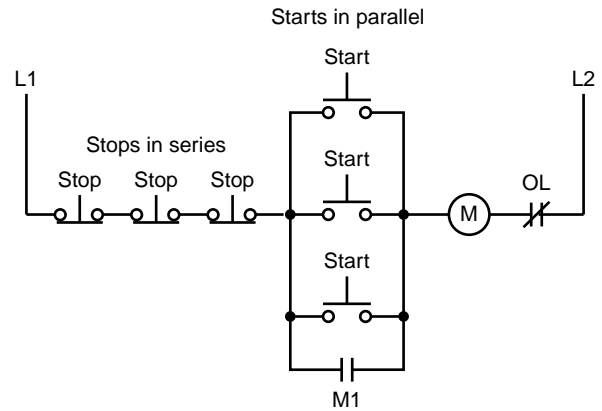 Starts in parallel
Start
L1
L2
Stops in series
Stop Stop Stop
Start
OL
M
Start
M1